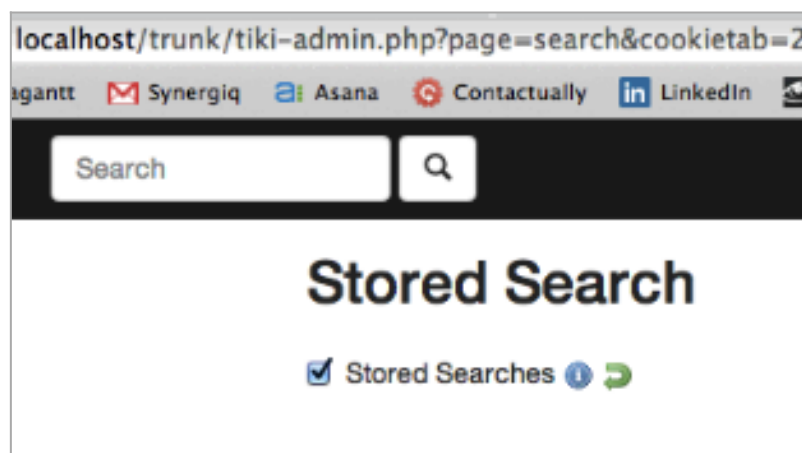 localhost/trunk/tiki-admin.php?page=search&cookietab=2
agantt Synergiq Asana Contactually LinkedIn
Search
Stored Search
Stored Searches